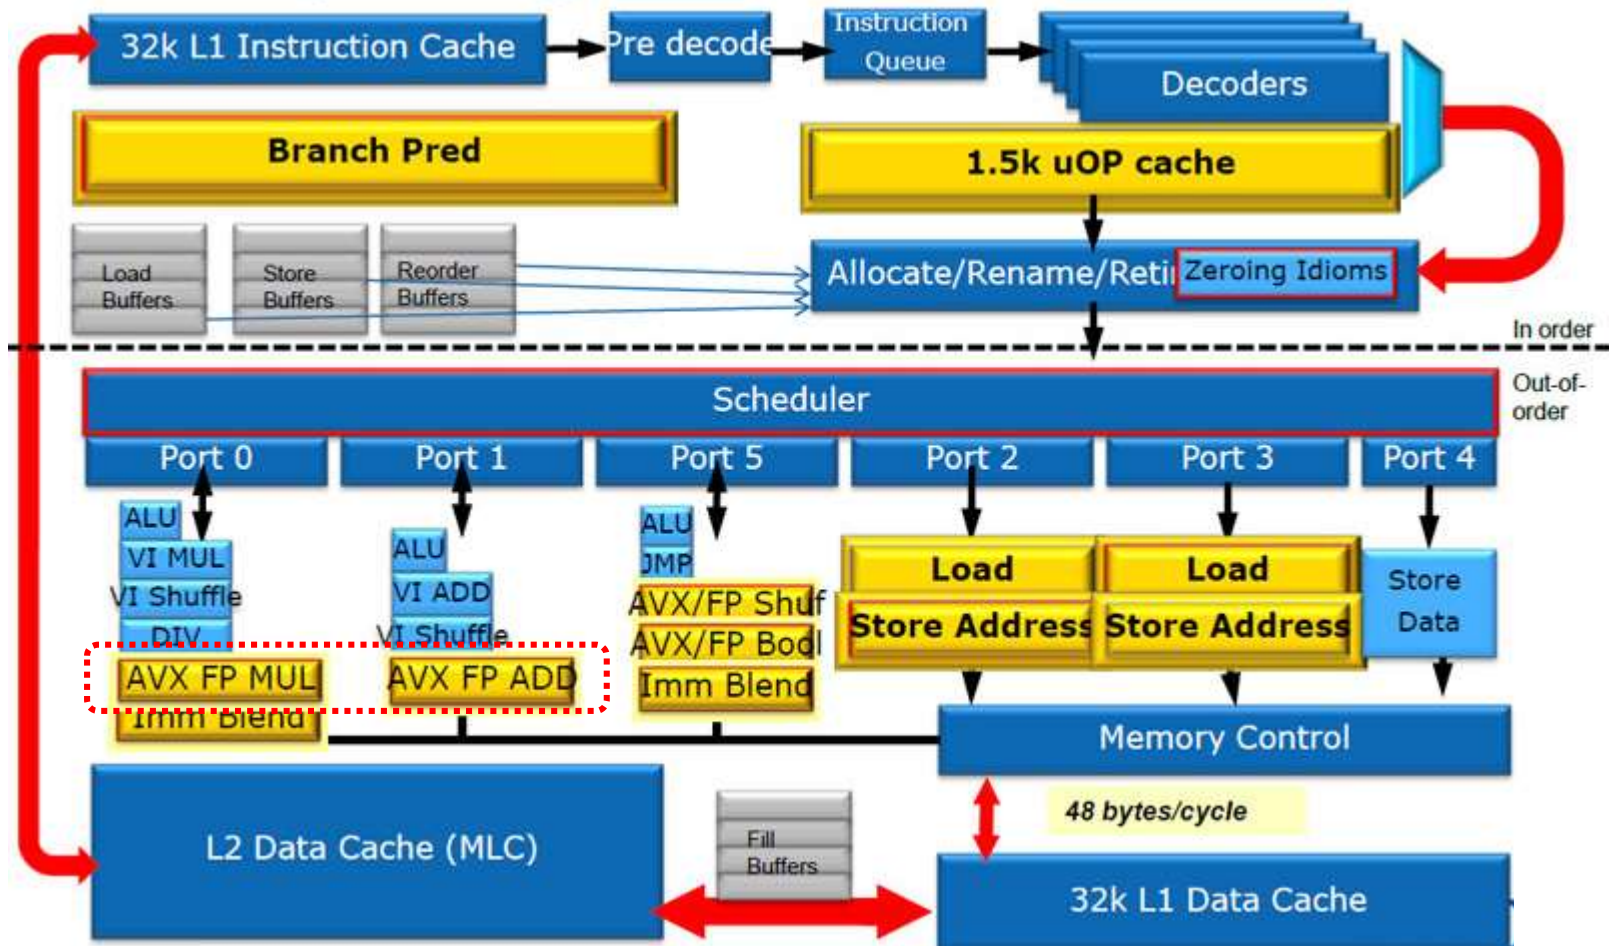 32k L1 Instruction Cache
Pre decode
Instruction
Queue
Decoders
Branch Pred
1.5k uOP cache
Load
Buffers
Store
Buffers
Reorder
Buffers
Allocate/Rename/Reti
Zeroing Idioms
In order
Out-of-
order
Scheduler
Port 0
Port 1
Port 5
Port 2
Port 3
Port 4
ALU
VI MUL
VI Shuffle
DIV
AVX FP MUL
Imm Blend
ALU
VI ADD
VI Shuffle
AVX FP ADD
ALU
JMP
AVX/FP Shuf
AVX/FP Bool
Imm Blend
Load
Store Address
Load
Store Address
Store
Data
Memory Control
48 bytes/cycle
L2 Data Cache (MLC)
Fill
Buffers
32k L1 Data Cache